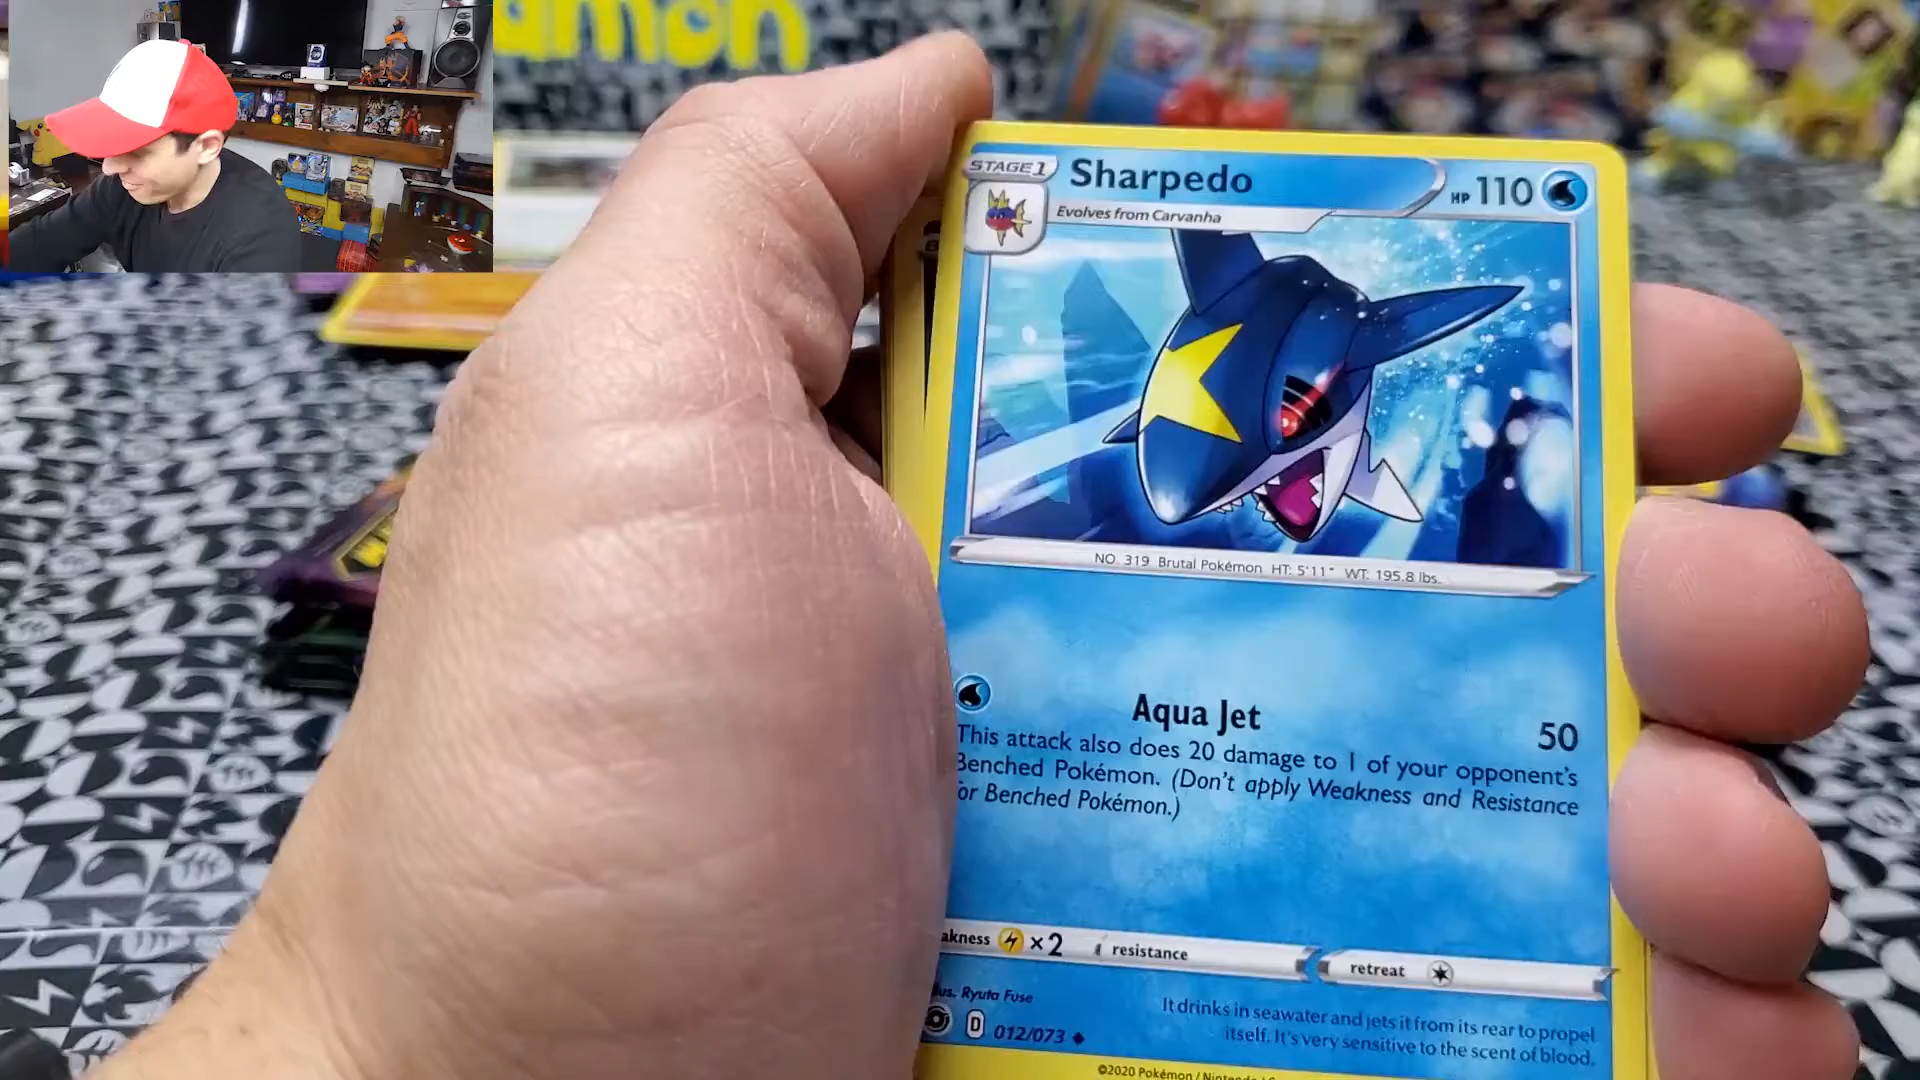 amon
STAGE 1
Sharpedo
HP 110
Evolves from Carvanha
NO. 319 Brutal Pokémon HT: 5'11" WT: 195.8 lbs.
Aqua Jet
50
This attack also does 20 damage to 1 of your opponent's
Benched Pokémon. (Don't apply Weakness and Resistance
for Benched Pokémon.)
akness ×2 resistance
retreat
us. Ryuta Fuse
D 012/073
It drinks in seawater and jets it from its rear to propel
itself. It's very sensitive to the scent of blood.
©2020 Pokémon / Nintendo /